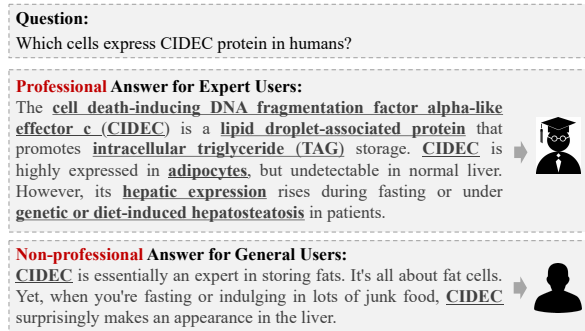 Question:
Which cells express CIDEC protein in humans?
Professional Answer for Expert Users:
The cell death-inducing DNA fragmentation factor alpha-like
effector c (CIDEC) is a lipid droplet-associated protein that
promotes intracellular triglyceride (TAG) storage. CIDEC is
highly expressed in adipocytes, but undetectable in normal liver.
However, its hepatic expression rises during fasting or under
genetic or diet-induced hepatosteatosis in patients.
Non-professional Answer for General Users:
CIDEC is essentially an expert in storing fats. It's all about fat cells.
Yet, when you're fasting or indulging in lots of junk food, CIDEC
surprisingly makes an appearance in the liver.